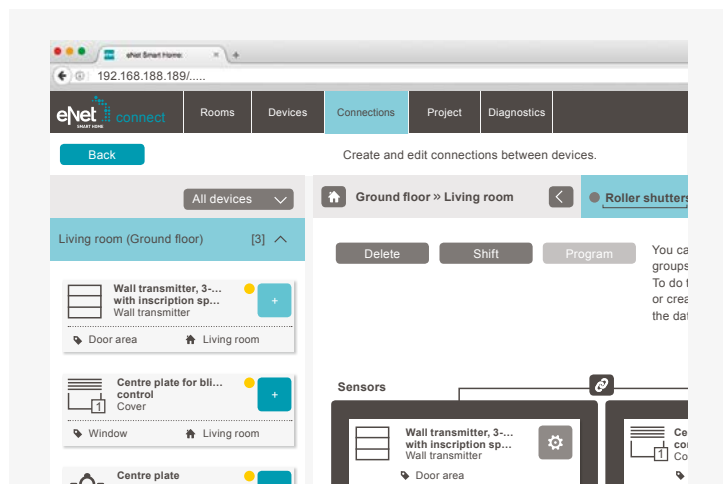 eNet Smart Home:
192.168.188.189/.....
eNet connect
SMART HOME
Rooms
Devices
Connections
Project
Diagnostics
Back
Create and edit connections between devices.
All devices
Ground floor » Living room
Roller shutters
Living room (Ground floor) [3]
Delete
Shift
Program
You ca
groups
To do t
or crea
the dat
Wall transmitter, 3-...
with inscription sp...
Wall transmitter
+
Door area
Living room
Centre plate for bli...
control
Cover
1
+
Window
Living room
Centre plate
Sensors
Wall transmitter, 3-...
with inscription sp...
Wall transmitter
Door area
Ce
co
Co
1